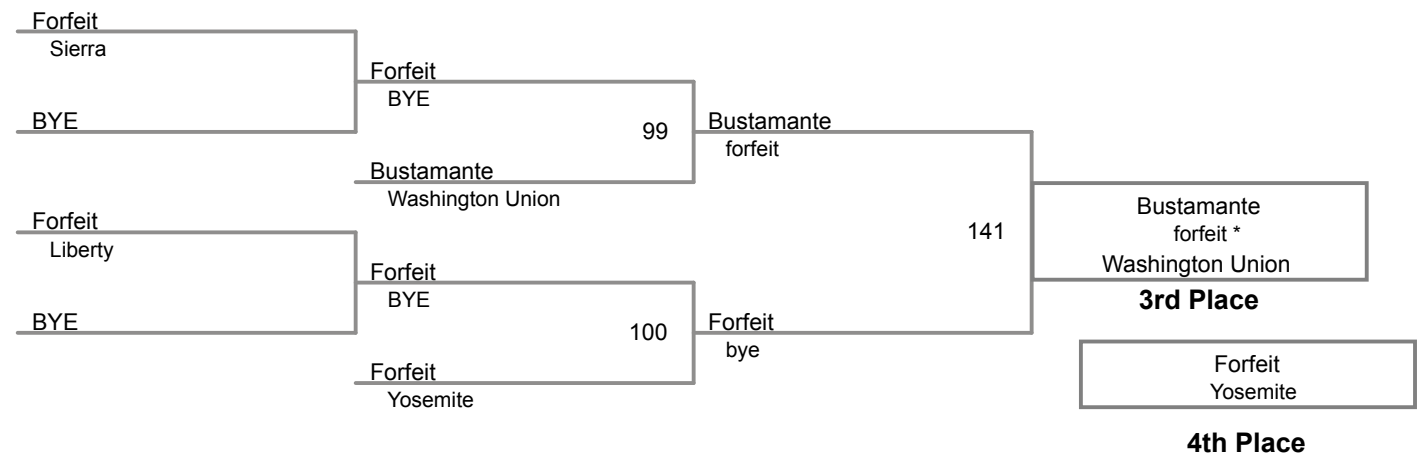 Forfeit
Sierra
BYE
Forfeit
BYE
99
Bustamante
Washington Union
Bustamante
forfeit
Forfeit
Liberty
BYE
Forfeit
BYE
100
Forfeit
Yosemite
Forfeit
bye
141
Bustamante
forfeit *
Washington Union
3rd Place
Forfeit
Yosemite
4th Place